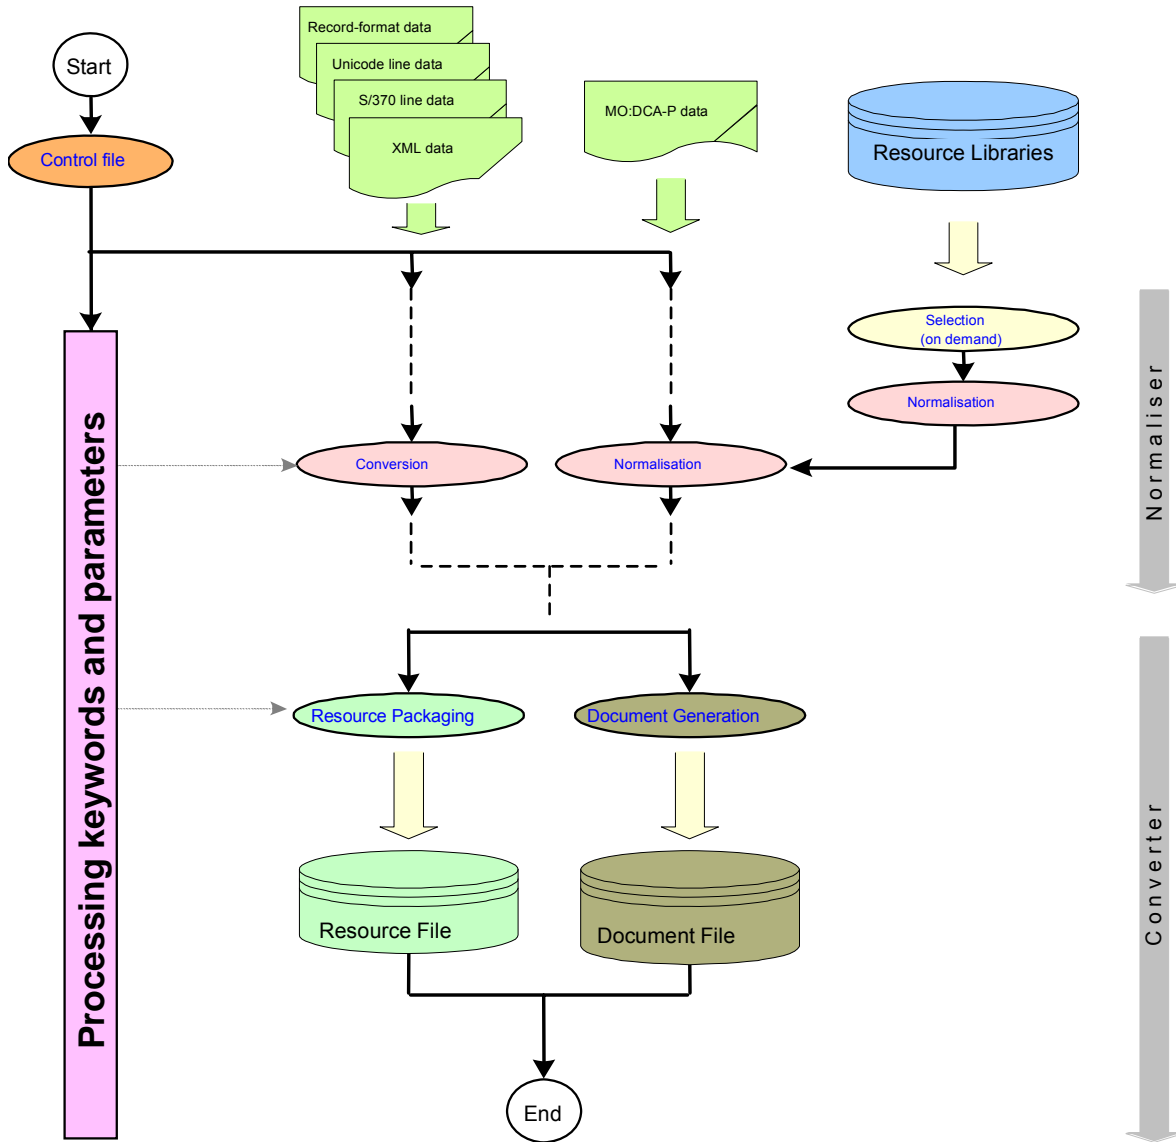 Start
Record-format data
Unicode line data
S/370 line data
XML data
MO:DCA-P data
Resource Libraries
Control file
Selection
(on demand)
Normalisation
Conversion
Normalisation
Normaliser
Processing keywords and parameters
Resource Packaging
Document Generation
Resource File
Document File
Converter
End